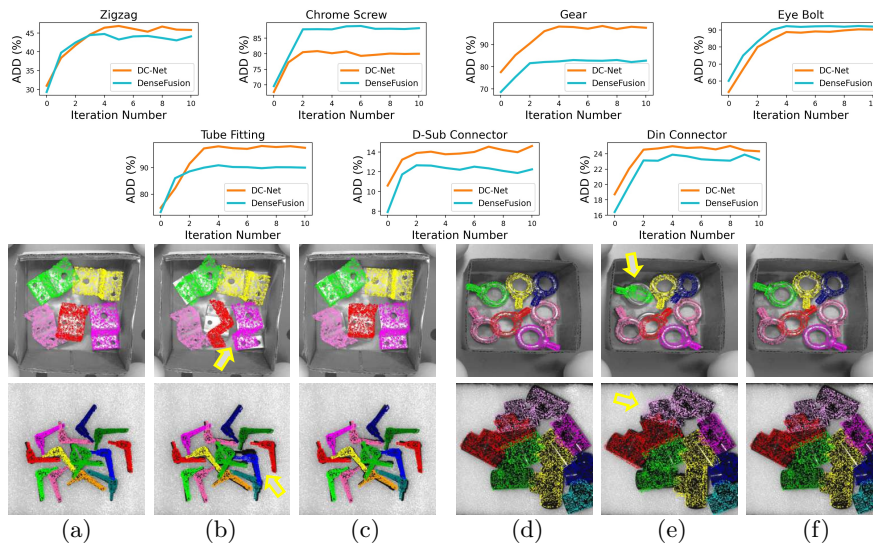 Zigzag
Chrome Screw
Gear
Eye Bolt
ADD (%)
45
40
35
30
0 2 4 6 8 10
DC-Net
DenseFusion
Iteration Number
ADD (%)
90
85
80
75
70
0 2 4 6 8 10
DC-Net
DenseFusion
Iteration Number
ADD (%)
90
80
70
0 2 4 6 8 10
DC-Net
DenseFusion
Iteration Number
ADD (%)
90
80
70
60
0 2 4 6 8 10
DC-Net
DenseFusion
Iteration Number
Tube Fitting
D-Sub Connector
Din Connector
ADD (%)
90
80
0 2 4 6 8 10
DC-Net
DenseFusion
Iteration Number
ADD (%)
14
12
10
8
0 2 4 6 8 10
DC-Net
DenseFusion
Iteration Number
ADD (%)
24
22
20
18
16
0 2 4 6 8 10
DC-Net
DenseFusion
Iteration Number
(a) (b) (c) (d) (e) (f)